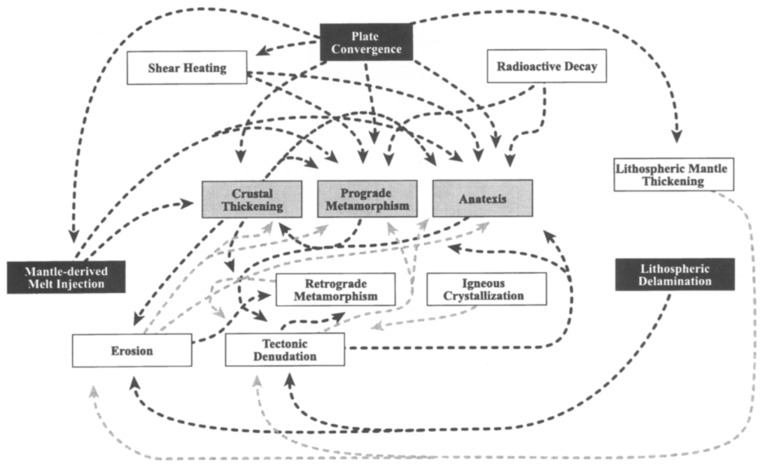 Plate
Convergence
Shear Heating
Radioactive Decay
Lithospheric Mantle
Thickening
Crustal
Thickening
Prograde
Metamorphism
Anatexis
Mantle-derived
Melt Injection
Retrograde
Metamorphism
Igneous
Crystallization
Lithospheric
Delamination
Erosion
Tectonic
Denudation